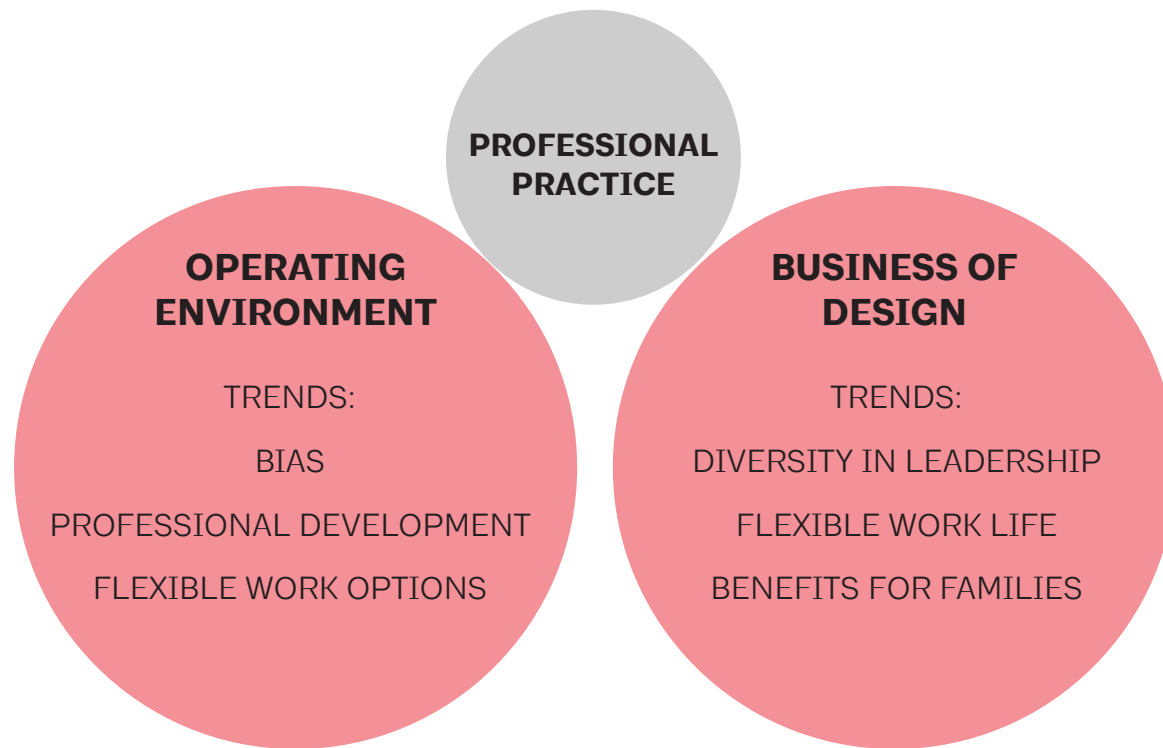 PROFESSIONAL
PRACTICE
OPERATING
ENVIRONMENT
TRENDS:
BIAS
PROFESSIONAL DEVELOPMENT
FLEXIBLE WORK OPTIONS
BUSINESS OF
DESIGN
TRENDS:
DIVERSITY IN LEADERSHIP
FLEXIBLE WORK LIFE
BENEFITS FOR FAMILIES